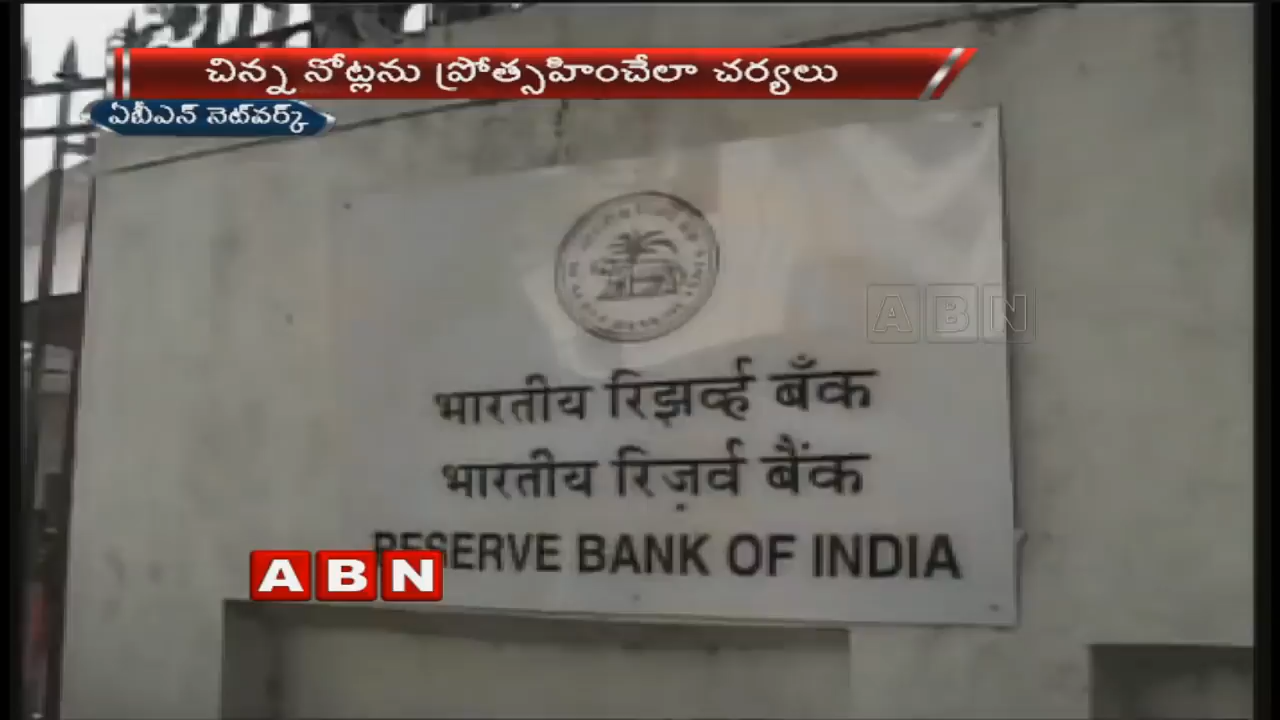 చిన్న నోట్లను ప్రోత్సహించేలా చర్యలు
ఏబీఎన్ నెట్‌వర్క్
ABN
भारतीय रिझर्व्ह बँक
भारतीय रिज़र्व बैंक
RESERVE BANK OF INDIA
ABN